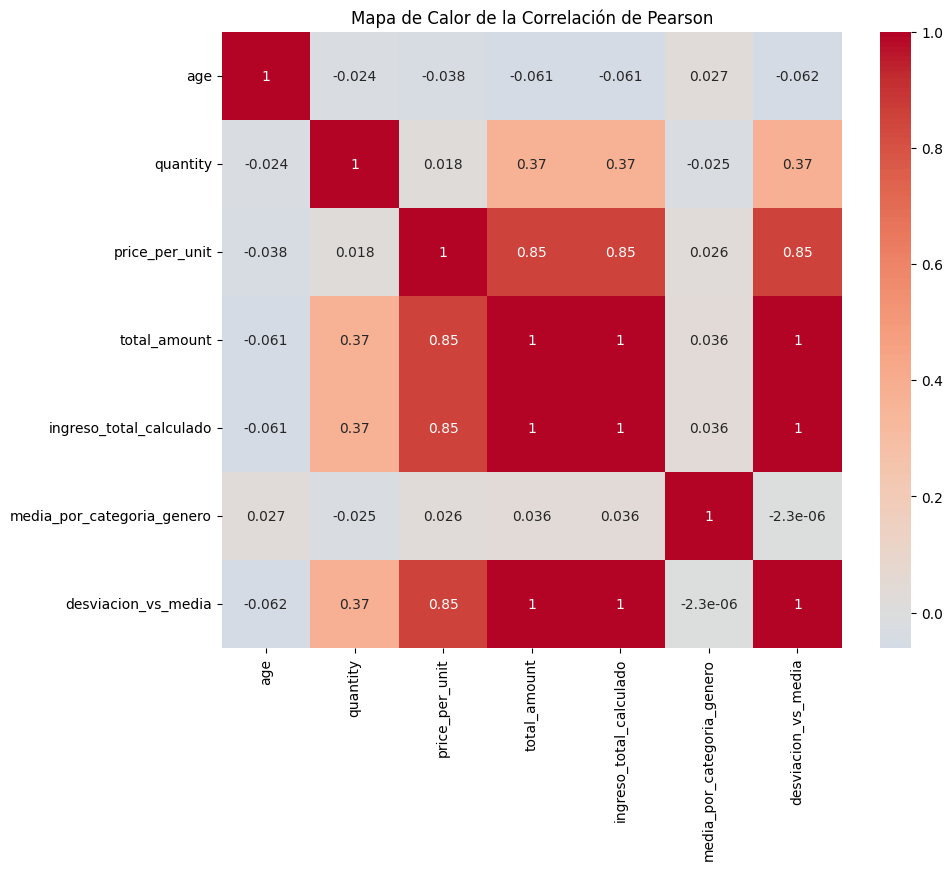 Mapa de Calor de la Correlación de Pearson
age 1 -0.024 -0.038 -0.061 -0.061 0.027 -0.062
quantity -0.024 1 0.018 0.37 0.37 -0.025 0.37
price_per_unit -0.038 0.018 1 0.85 0.85 0.026 0.85
total_amount -0.061 0.37 0.85 1 1 0.036 1
ingreso_total_calculado -0.061 0.37 0.85 1 1 0.036 1
media_por_categoria_genero 0.027 -0.025 0.026 0.036 0.036 1 -2.3e-06
desviacion_vs_media -0.062 0.37 0.85 1 1 -2.3e-06 1
age
quantity
price_per_unit
total_amount
ingreso_total_calculado
media_por_categoria_genero
desviacion_vs_media
1.0
0.8
0.6
0.4
0.2
0.0